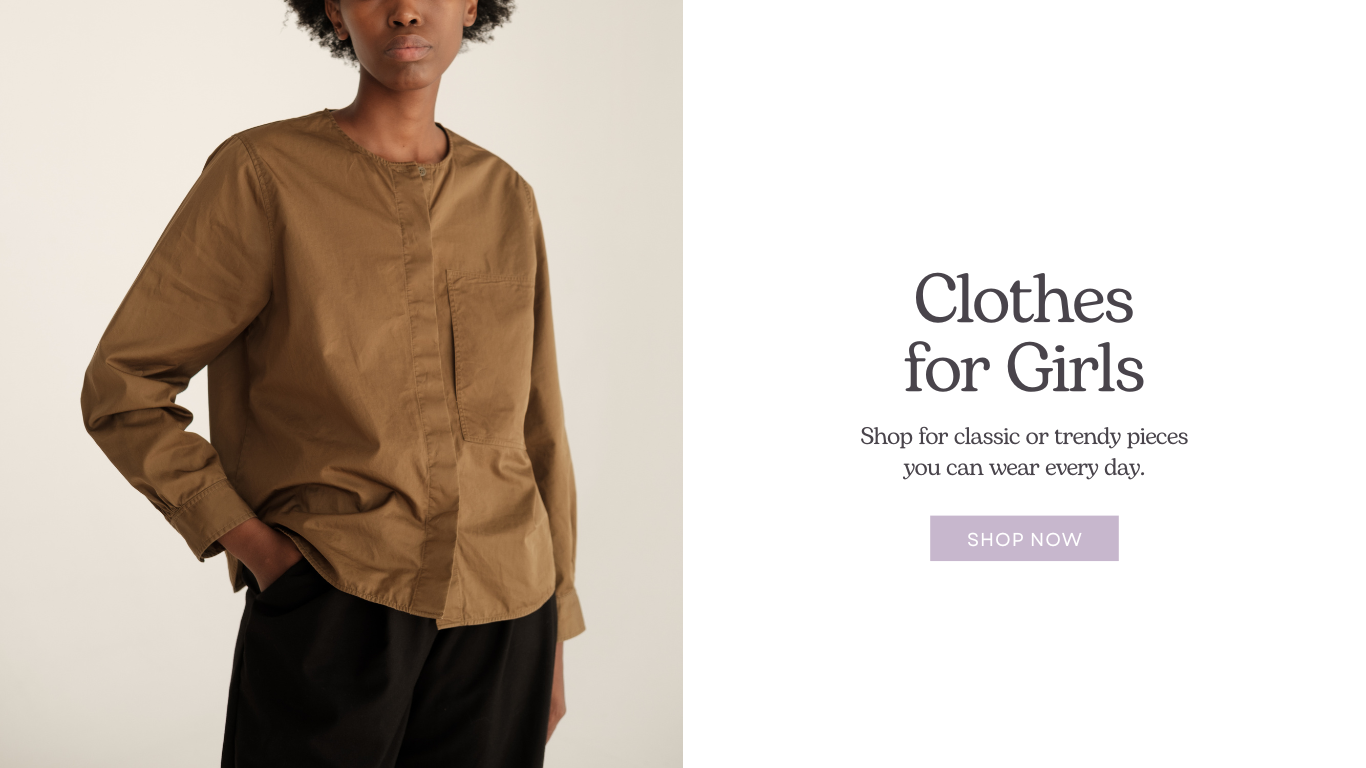 Clothes
for Girls
Shop for classic or trendy pieces
you can wear every day.
SHOP NOW